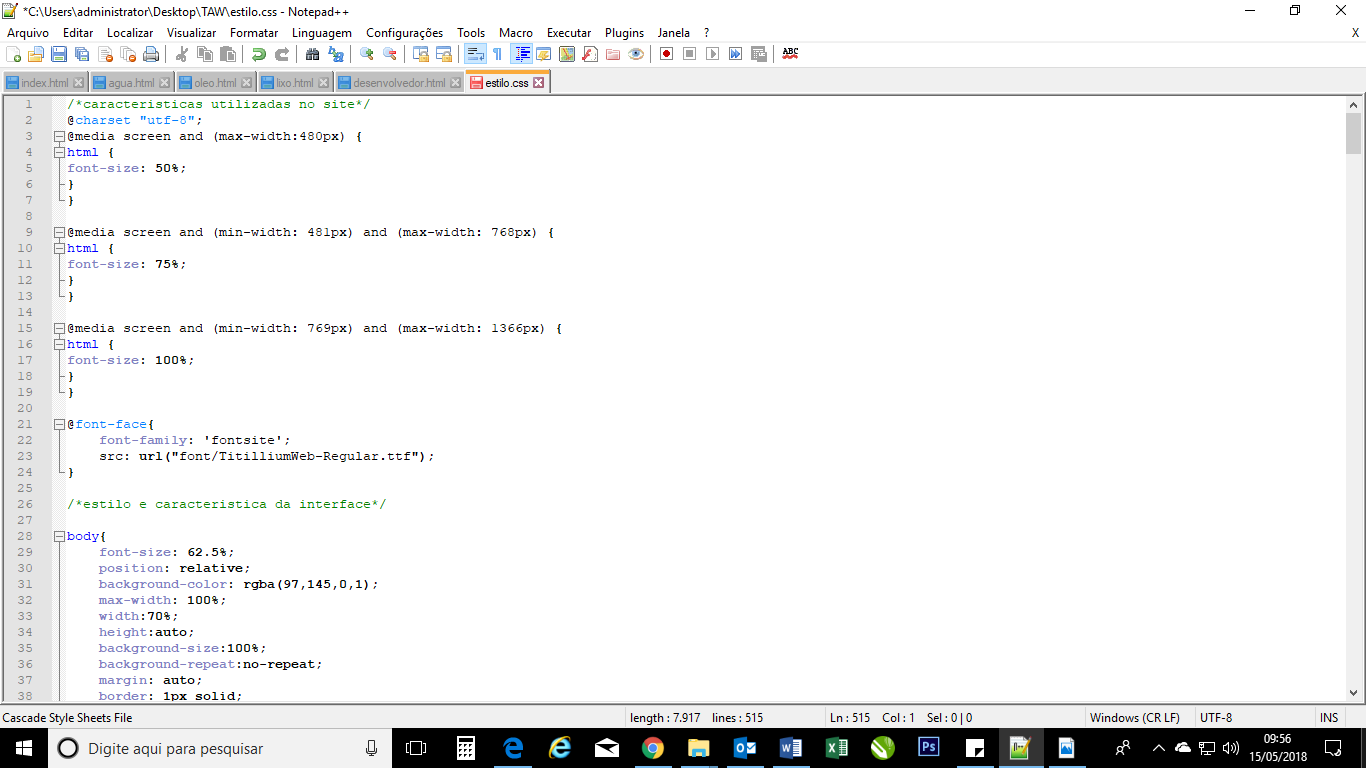 *C:\Users\administrator\Desktop\TAW\estilo.css - Notepad++
Arquivo Editar Localizar Visualizar Formatar Linguagem Configurações Tools Macro Executar Plugins Janela ? X
ABC
index.html agua.html oleo.html lixo.html desenvolvedor.html estilo.css
1 /*caracteristicas utilizadas no site*/
2 @charset "utf-8";
3 @media screen and (max-width:480px) {
4 html {
5 font-size: 50%;
6 }
7 }
8
9 @media screen and (min-width: 481px) and (max-width: 768px) {
10 html {
11 font-size: 75%;
12 }
13 }
14
15 @media screen and (min-width: 769px) and (max-width: 1366px) {
16 html {
17 font-size: 100%;
18 }
19 }
20
21 @font-face{
22 font-family: 'fontsite';
23 src: url("font/TitilliumWeb-Regular.ttf");
24 }
25
26 /*estilo e caracteristica da interface*/
27
28 body{
29 font-size: 62.5%;
30 position: relative;
31 background-color: rgba(97,145,0,1);
32 max-width: 100%;
33 width:70%;
34 height:auto;
35 background-size:100%;
36 background-repeat:no-repeat;
37 margin: auto;
38 border: 1px solid;
Cascade Style Sheets File length : 7.917 lines : 515 Ln : 515 Col : 1 Sel : 0 | 0 Windows (CR LF) UTF-8 INS
Digite aqui para pesquisar
Ps
09:56
15/05/2018